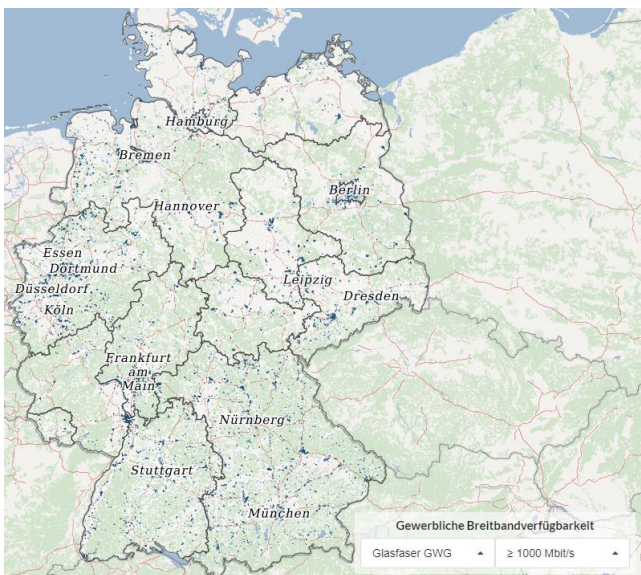 Hamburg
Bremen
Berlin
Hannover
Essen
Dortmund
Düsseldorf
Leipzig
Dresden
Köln
Frankfurt
am
Main
Nürnberg
Stuttgart
München
Gewerbliche Breitbandverfügbarkeit
Glasfaser GWG
≥ 1000 Mbit/s